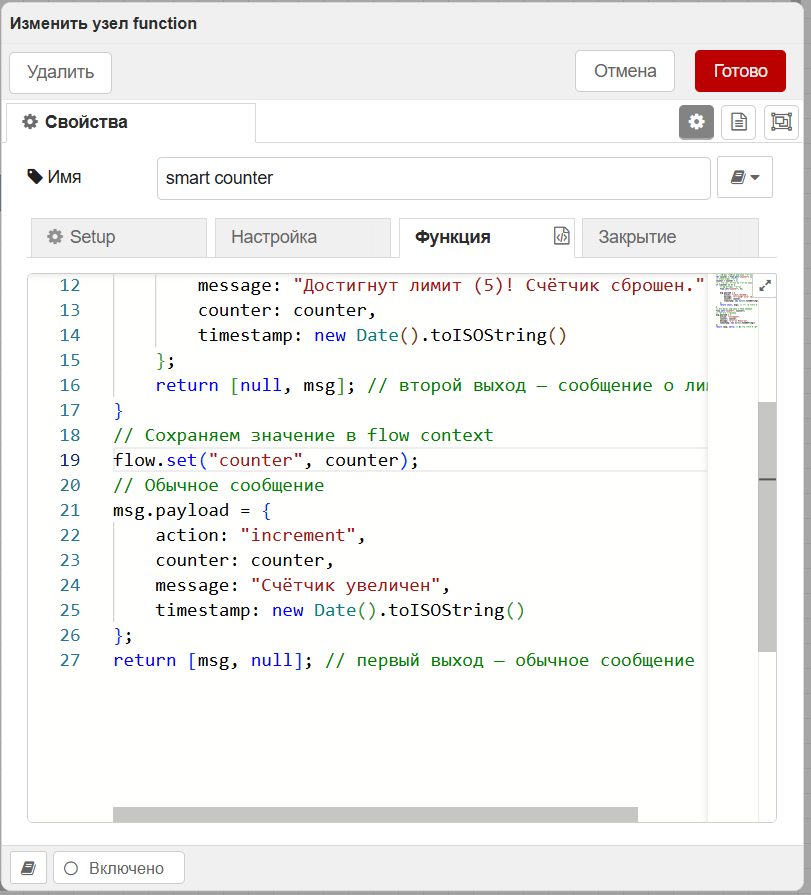 Изменить узел function
Удалить
Отмена
Готово
Свойства
Имя
smart counter
Setup
Настройка
Функция
Закрытие
12 message: "Достигнут лимит (5)! Счётчик сброшен."
13 counter: counter,
14 timestamp: new Date().toISOString()
15 };
16 return [null, msg]; // второй выход — сообщение о
17 }
18 // Сохраняем значение в flow context
19 flow.set("counter", counter);
20 // Обычное сообщение
21 msg.payload = {
22 action: "increment",
23 counter: counter,
24 message: "Счётчик увеличен",
25 timestamp: new Date().toISOString()
26 };
27 return [msg, null]; // первый выход — обычное сообщение
Включено